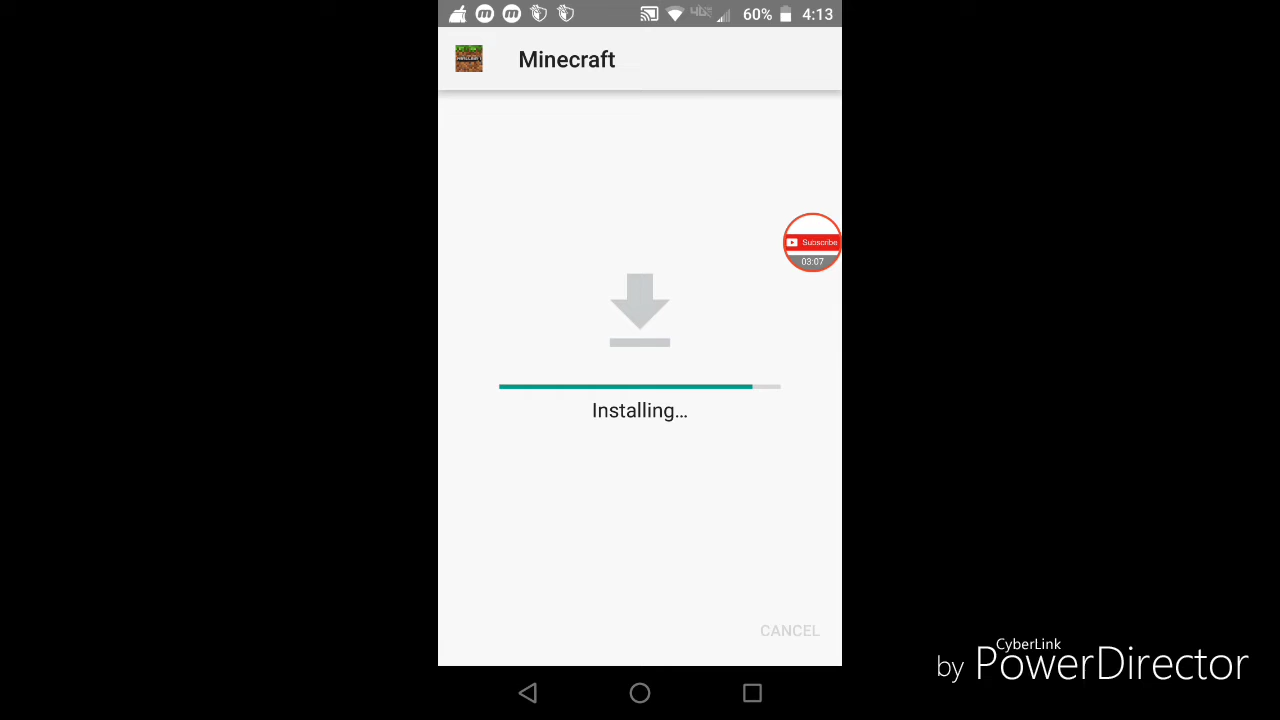 60% 4:13
Minecraft
Subscribe
03:07
Installing...
CANCEL
CyberLink
by PowerDirector